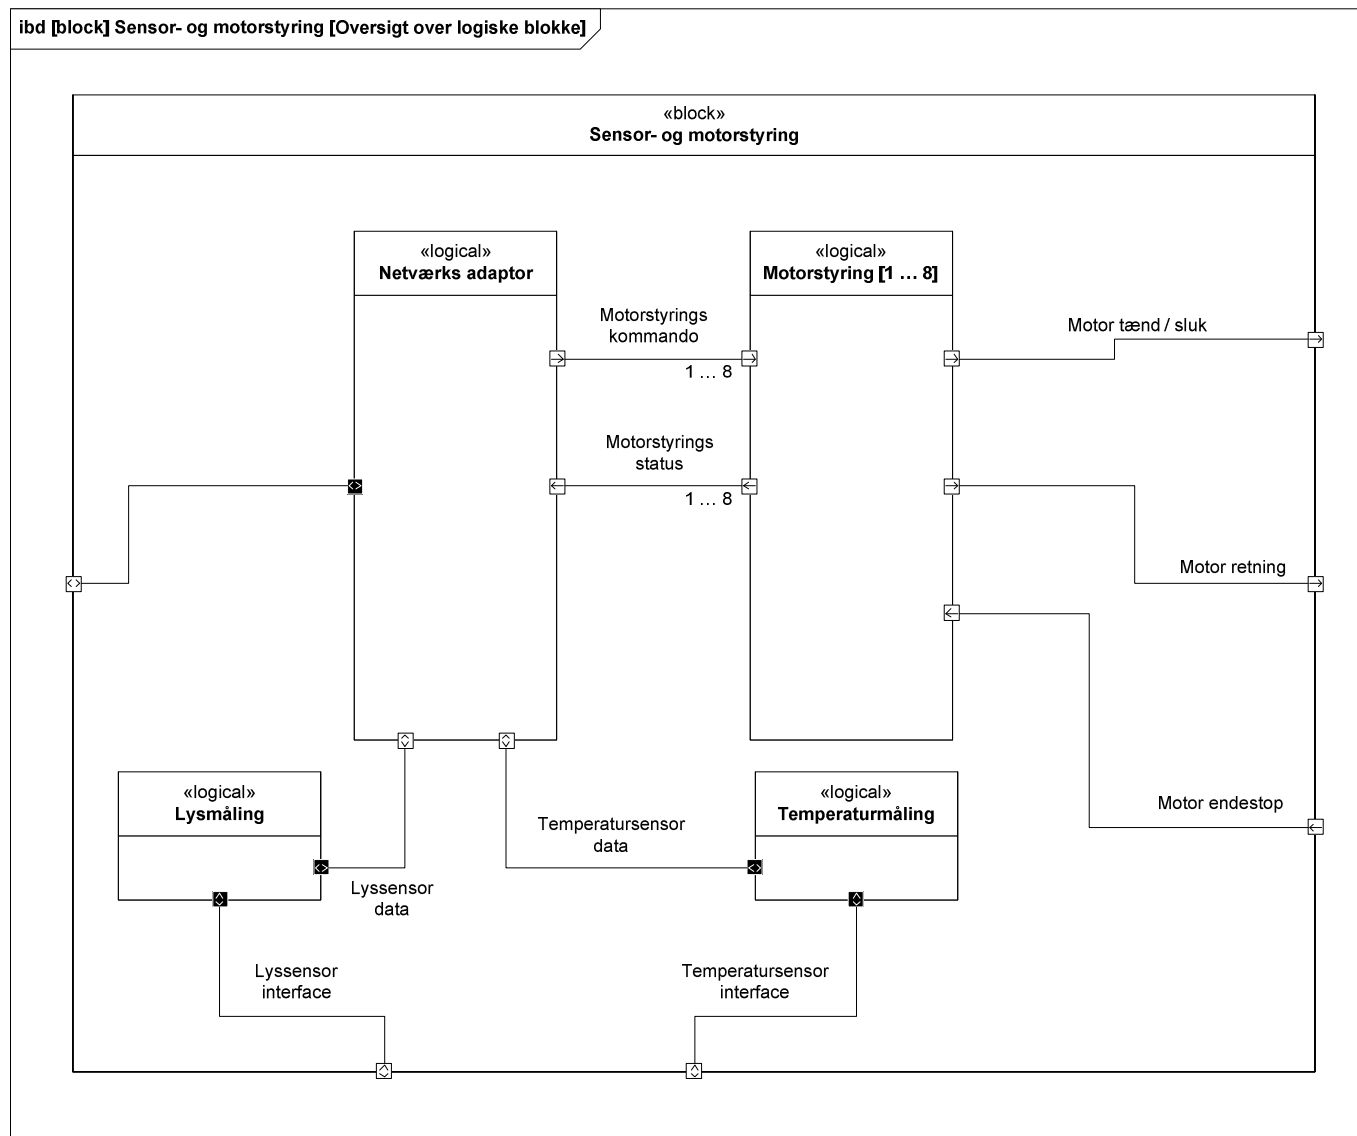 ibd [block] Sensor- og motorstyring [Oversigt over logiske blokke]
«block»
Sensor- og motorstyring
«logical»
Netværks adaptor
«logical»
Motorstyring [1 … 8]
Motorstyrings
kommando
1 … 8
Motor tænd / sluk
Motorstyrings
status
1 … 8
Motor retning
Motor endestop
«logical»
Lysmåling
«logical»
Temperaturmåling
Temperatursensor
data
Lyssensor
data
Lyssensor
interface
Temperatursensor
interface